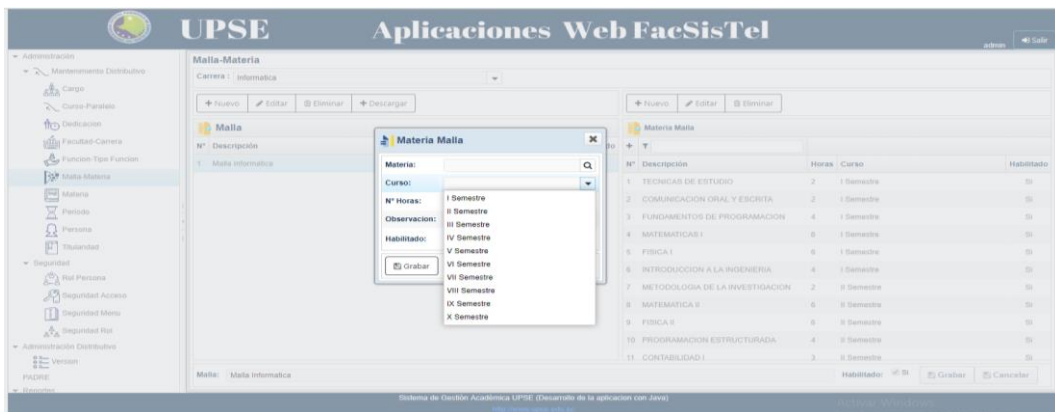 UPSE Aplicaciones Web FacSisTel
admin Salir
Administración
Mantenimiento Distributivo
Cargo
Curso-Paralelo
Dedicacion
Facultad-Carrera
Funcion-Tipo Funcion
Malla-Materia
Materia
Periodo
Persona
Titularidad
Seguridad
Rol Persona
Seguridad Acceso
Seguridad Menu
Seguridad Rol
Administración Distributivo
Version
PADRE
Reportes
Malla-Materia
Carrera : Informatica
Nuevo Editar Eliminar Descargar
Malla
N° Descripción
1 Malla Informatica
Materia Malla
Materia:
Curso:
N° Horas:
Observacion:
Habilitado:
Grabar
I Semestre
II Semestre
III Semestre
IV Semestre
V Semestre
VI Semestre
VII Semestre
VIII Semestre
IX Semestre
X Semestre
Nuevo Editar Eliminar
Materia Malla
N° Descripción Horas Curso Habilitado
1 TECNICAS DE ESTUDIO 2 I Semestre Si
2 COMUNICACION ORAL Y ESCRITA 2 I Semestre Si
3 FUNDAMENTOS DE PROGRAMACION 4 I Semestre Si
4 MATEMATICAS I 6 I Semestre Si
5 FISICA I 6 I Semestre Si
6 INTRODUCCION A LA INGENIERIA 4 I Semestre Si
7 METODOLOGIA DE LA INVESTIGACION 2 II Semestre Si
8 MATEMATICA II 6 II Semestre Si
9 FISICA II 6 II Semestre Si
10 PROGRAMACION ESTRUCTURADA 4 II Semestre Si
11 CONTABILIDAD I 3 II Semestre Si
Malla: Malla Informatica Habilitado: Si Grabar Cancelar
Sistema de Gestión Académica UPSE (Desarrollo de la aplicacion con Java)
Activar Windows